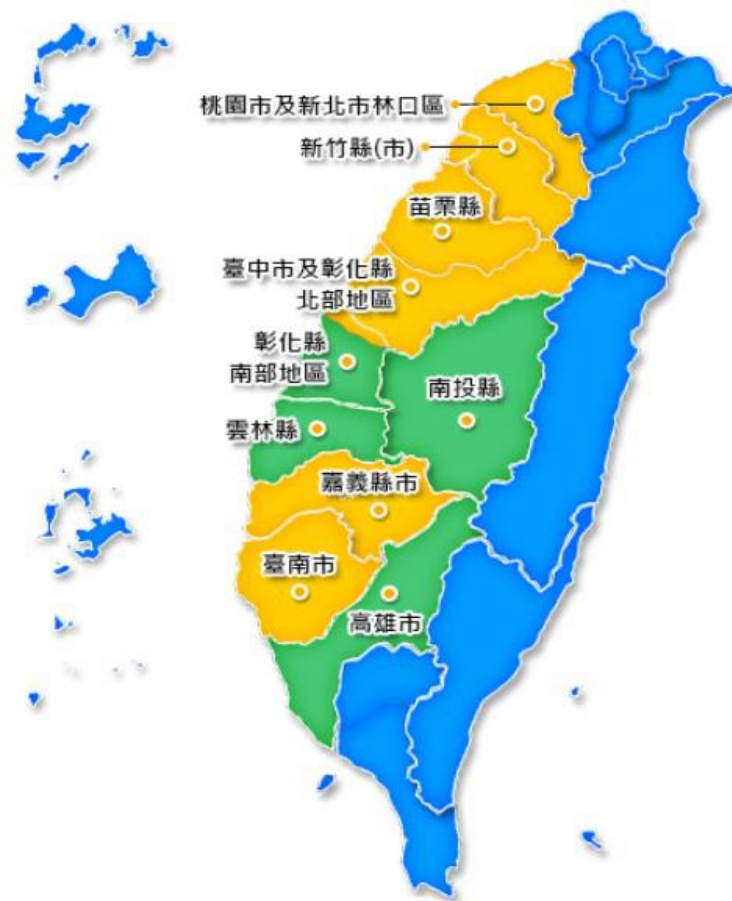 桃園市及新北市林口區
新竹縣(市)
苗栗縣
臺中市及彰化縣
北部地區
彰化縣
南部地區
南投縣
雲林縣
嘉義縣市
臺南市
高雄市